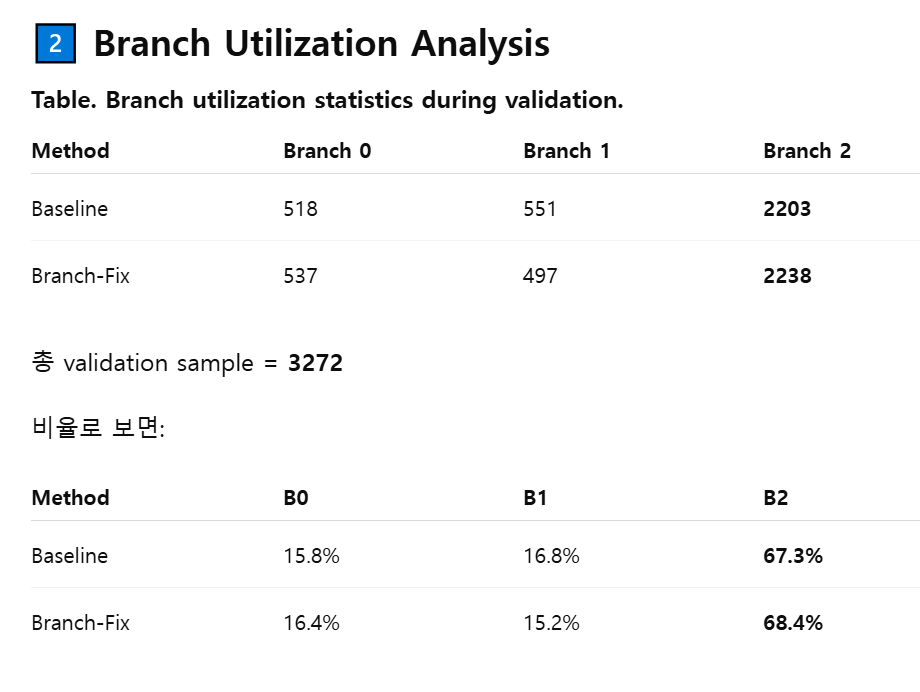 2 Branch Utilization Analysis
Table. Branch utilization statistics during validation.
Method Branch 0 Branch 1 Branch 2
Baseline 518 551 2203
Branch-Fix 537 497 2238
총 validation sample = 3272
비율로 보면:
Method B0 B1 B2
Baseline 15.8% 16.8% 67.3%
Branch-Fix 16.4% 15.2% 68.4%